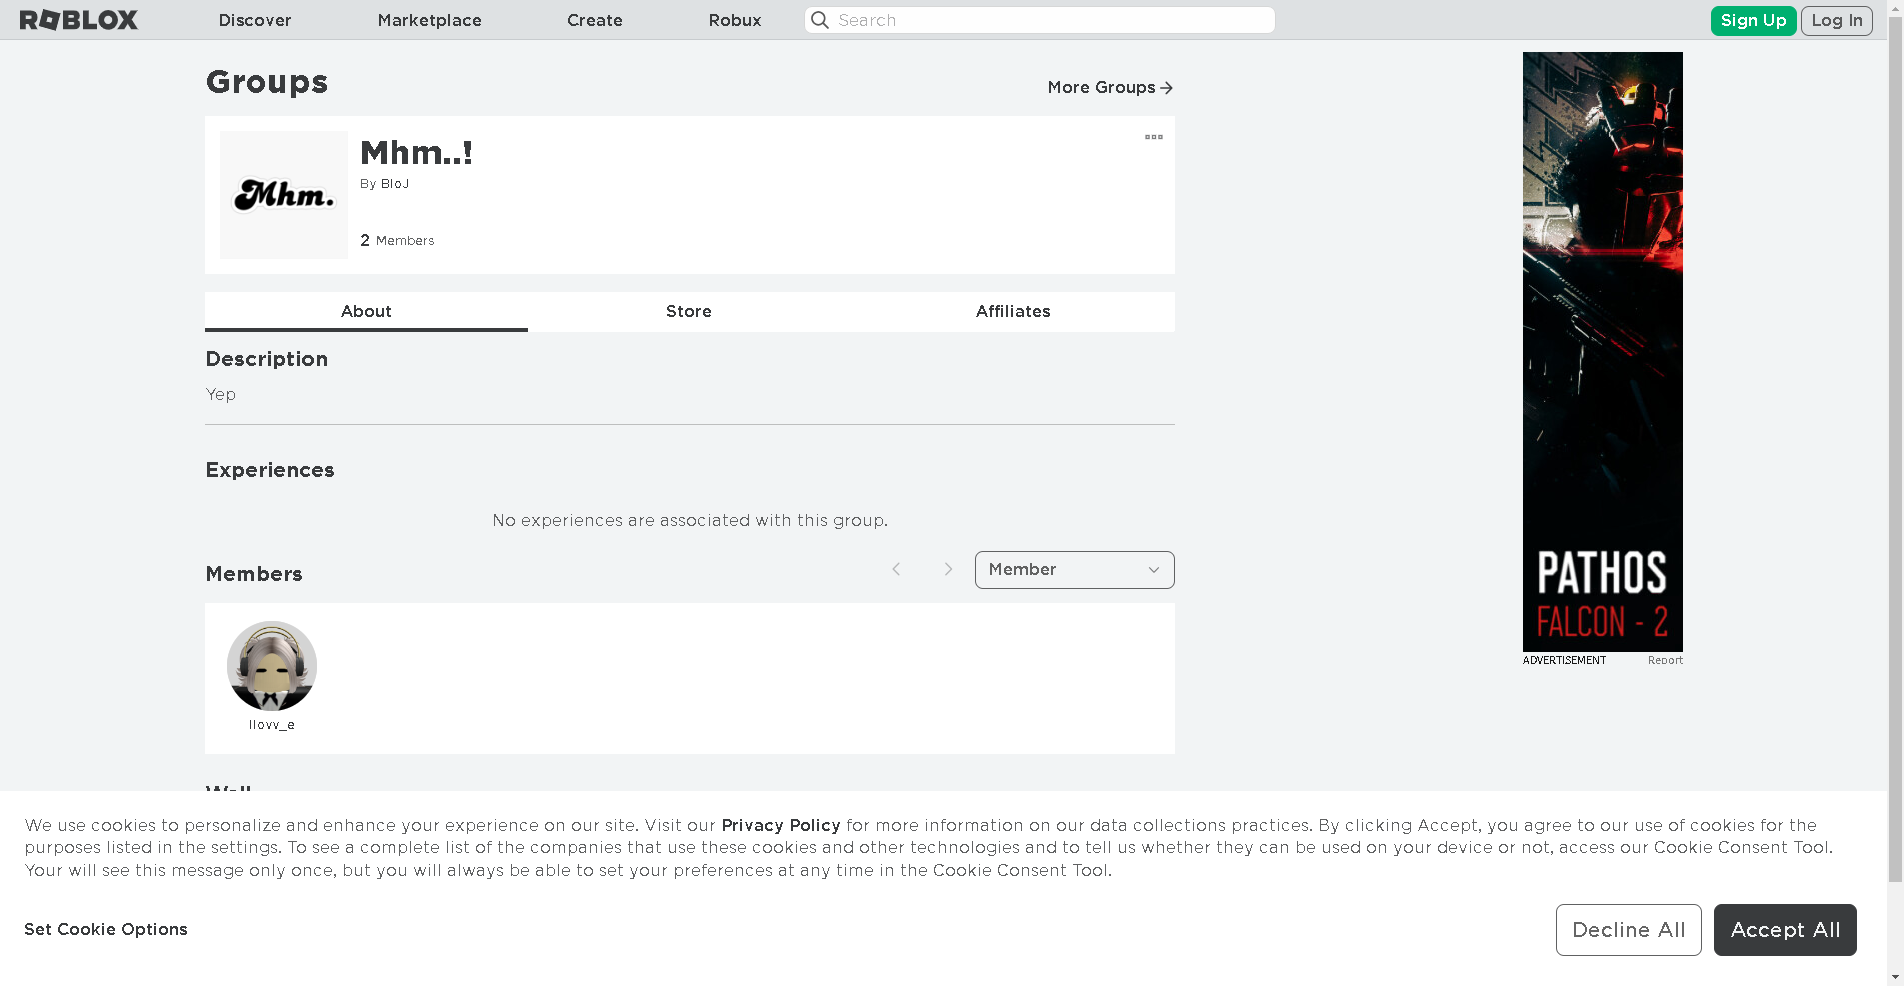 ROBLOX Discover Marketplace Create Robux Search Sign Up Log In
Groups
More Groups
Mhm.
Mhm..!
By BloJ
2 Members
About Store Affiliates
Description
Yep
Experiences
No experiences are associated with this group.
Members
Member
llovv_e
Wall
PATHOS
FALCON - 2
ADVERTISEMENT Report
We use cookies to personalize and enhance your experience on our site. Visit our Privacy Policy for more information on our data collections practices. By clicking Accept, you agree to our use of cookies for the
purposes listed in the settings. To see a complete list of the companies that use these cookies and other technologies and to tell us whether they can be used on your device or not, access our Cookie Consent Tool.
Your will see this message only once, but you will always be able to set your preferences at any time in the Cookie Consent Tool.
Set Cookie Options
Decline All
Accept All